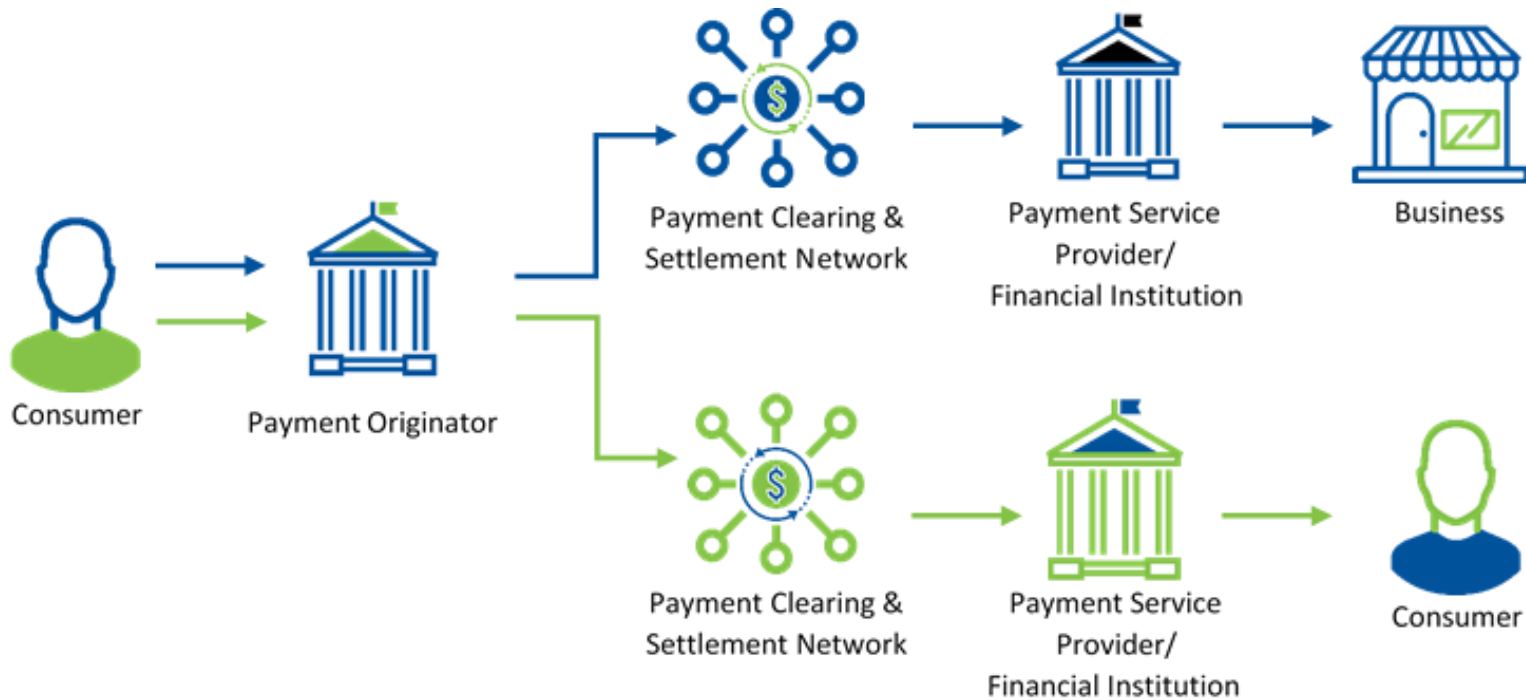 Payment Clearing &
Settlement Network
Payment Service
Provider/
Financial Institution
Business
Consumer
Payment Originator
Payment Clearing &
Settlement Network
Payment Service
Provider/
Financial Institution
Consumer